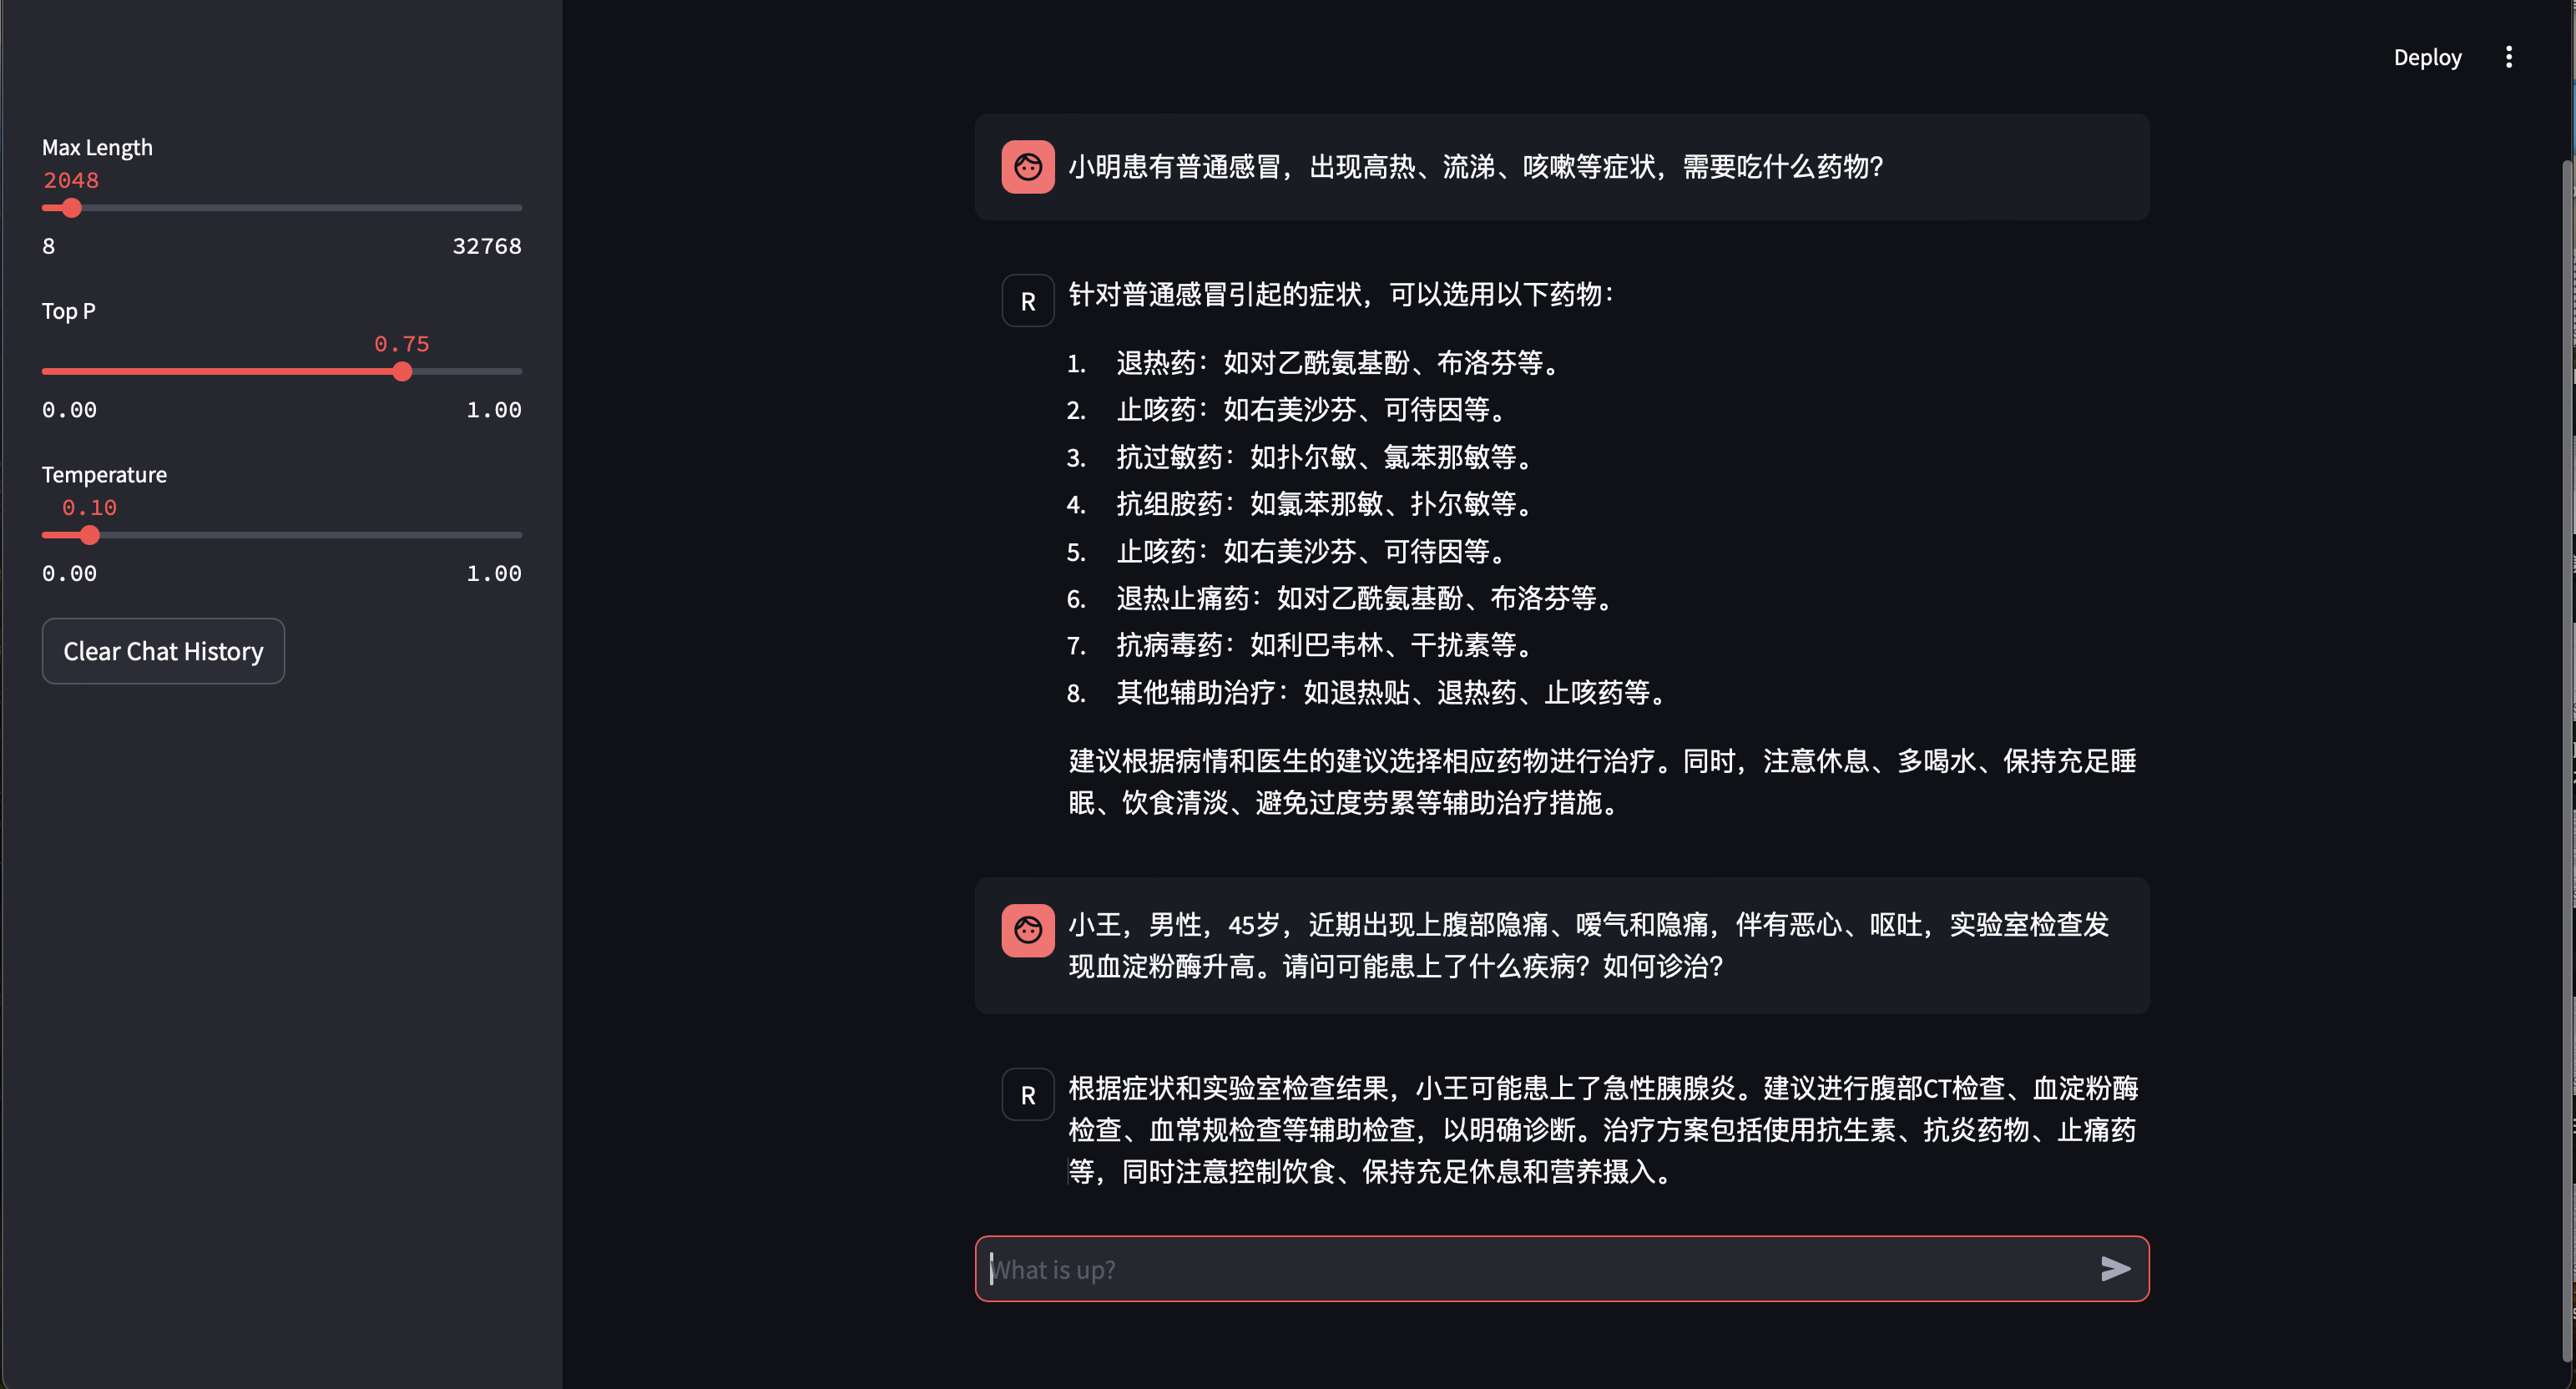 Deploy
Max Length
2048
8 32768
Top P
0.75
0.00 1.00
Temperature
0.10
0.00 1.00
Clear Chat History
小明患有普通感冒，出现高热、流涕、咳嗽等症状，需要吃什么药物？
R
针对普通感冒引起的症状，可以选用以下药物：
1. 退热药：如对乙酰氨基酚、布洛芬等。
2. 止咳药：如右美沙芬、可待因等。
3. 抗过敏药：如扑尔敏、氯苯那敏等。
4. 抗组胺药：如氯苯那敏、扑尔敏等。
5. 止咳药：如右美沙芬、可待因等。
6. 退热止痛药：如对乙酰氨基酚、布洛芬等。
7. 抗病毒药：如利巴韦林、干扰素等。
8. 其他辅助治疗：如退热贴、退热药、止咳药等。
建议根据病情和医生的建议选择相应药物进行治疗。同时，注意休息、多喝水、保持充足睡
眠、饮食清淡、避免过度劳累等辅助治疗措施。
小王，男性，45岁，近期出现上腹部隐痛、嗳气和隐痛，伴有恶心、呕吐，实验室检查发
现血淀粉酶升高。请问可能患上了什么疾病？如何诊治？
R
根据症状和实验室检查结果，小王可能患上了急性胰腺炎。建议进行腹部CT检查、血淀粉酶
检查、血常规检查等辅助检查，以明确诊断。治疗方案包括使用抗生素、抗炎药物、止痛药
等，同时注意控制饮食、保持充足休息和营养摄入。
What is up?